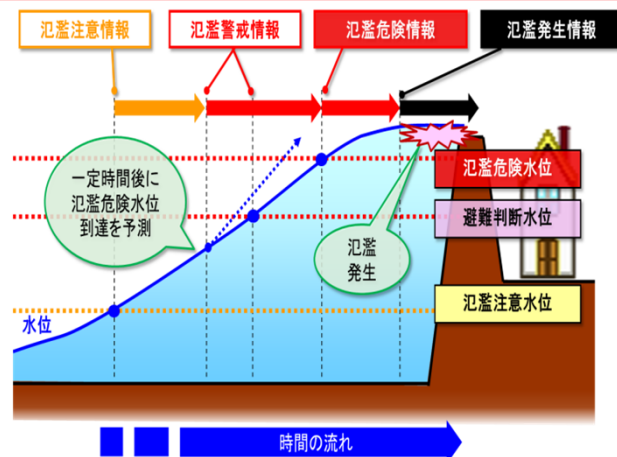 氾濫注意情報
氾濫警戒情報
氾濫危険情報
氾濫発生情報
一定時間後に
氾濫危険水位
到達を予測
氾濫
発生
氾濫危険水位
避難判断水位
氾濫注意水位
水位
時間の流れ